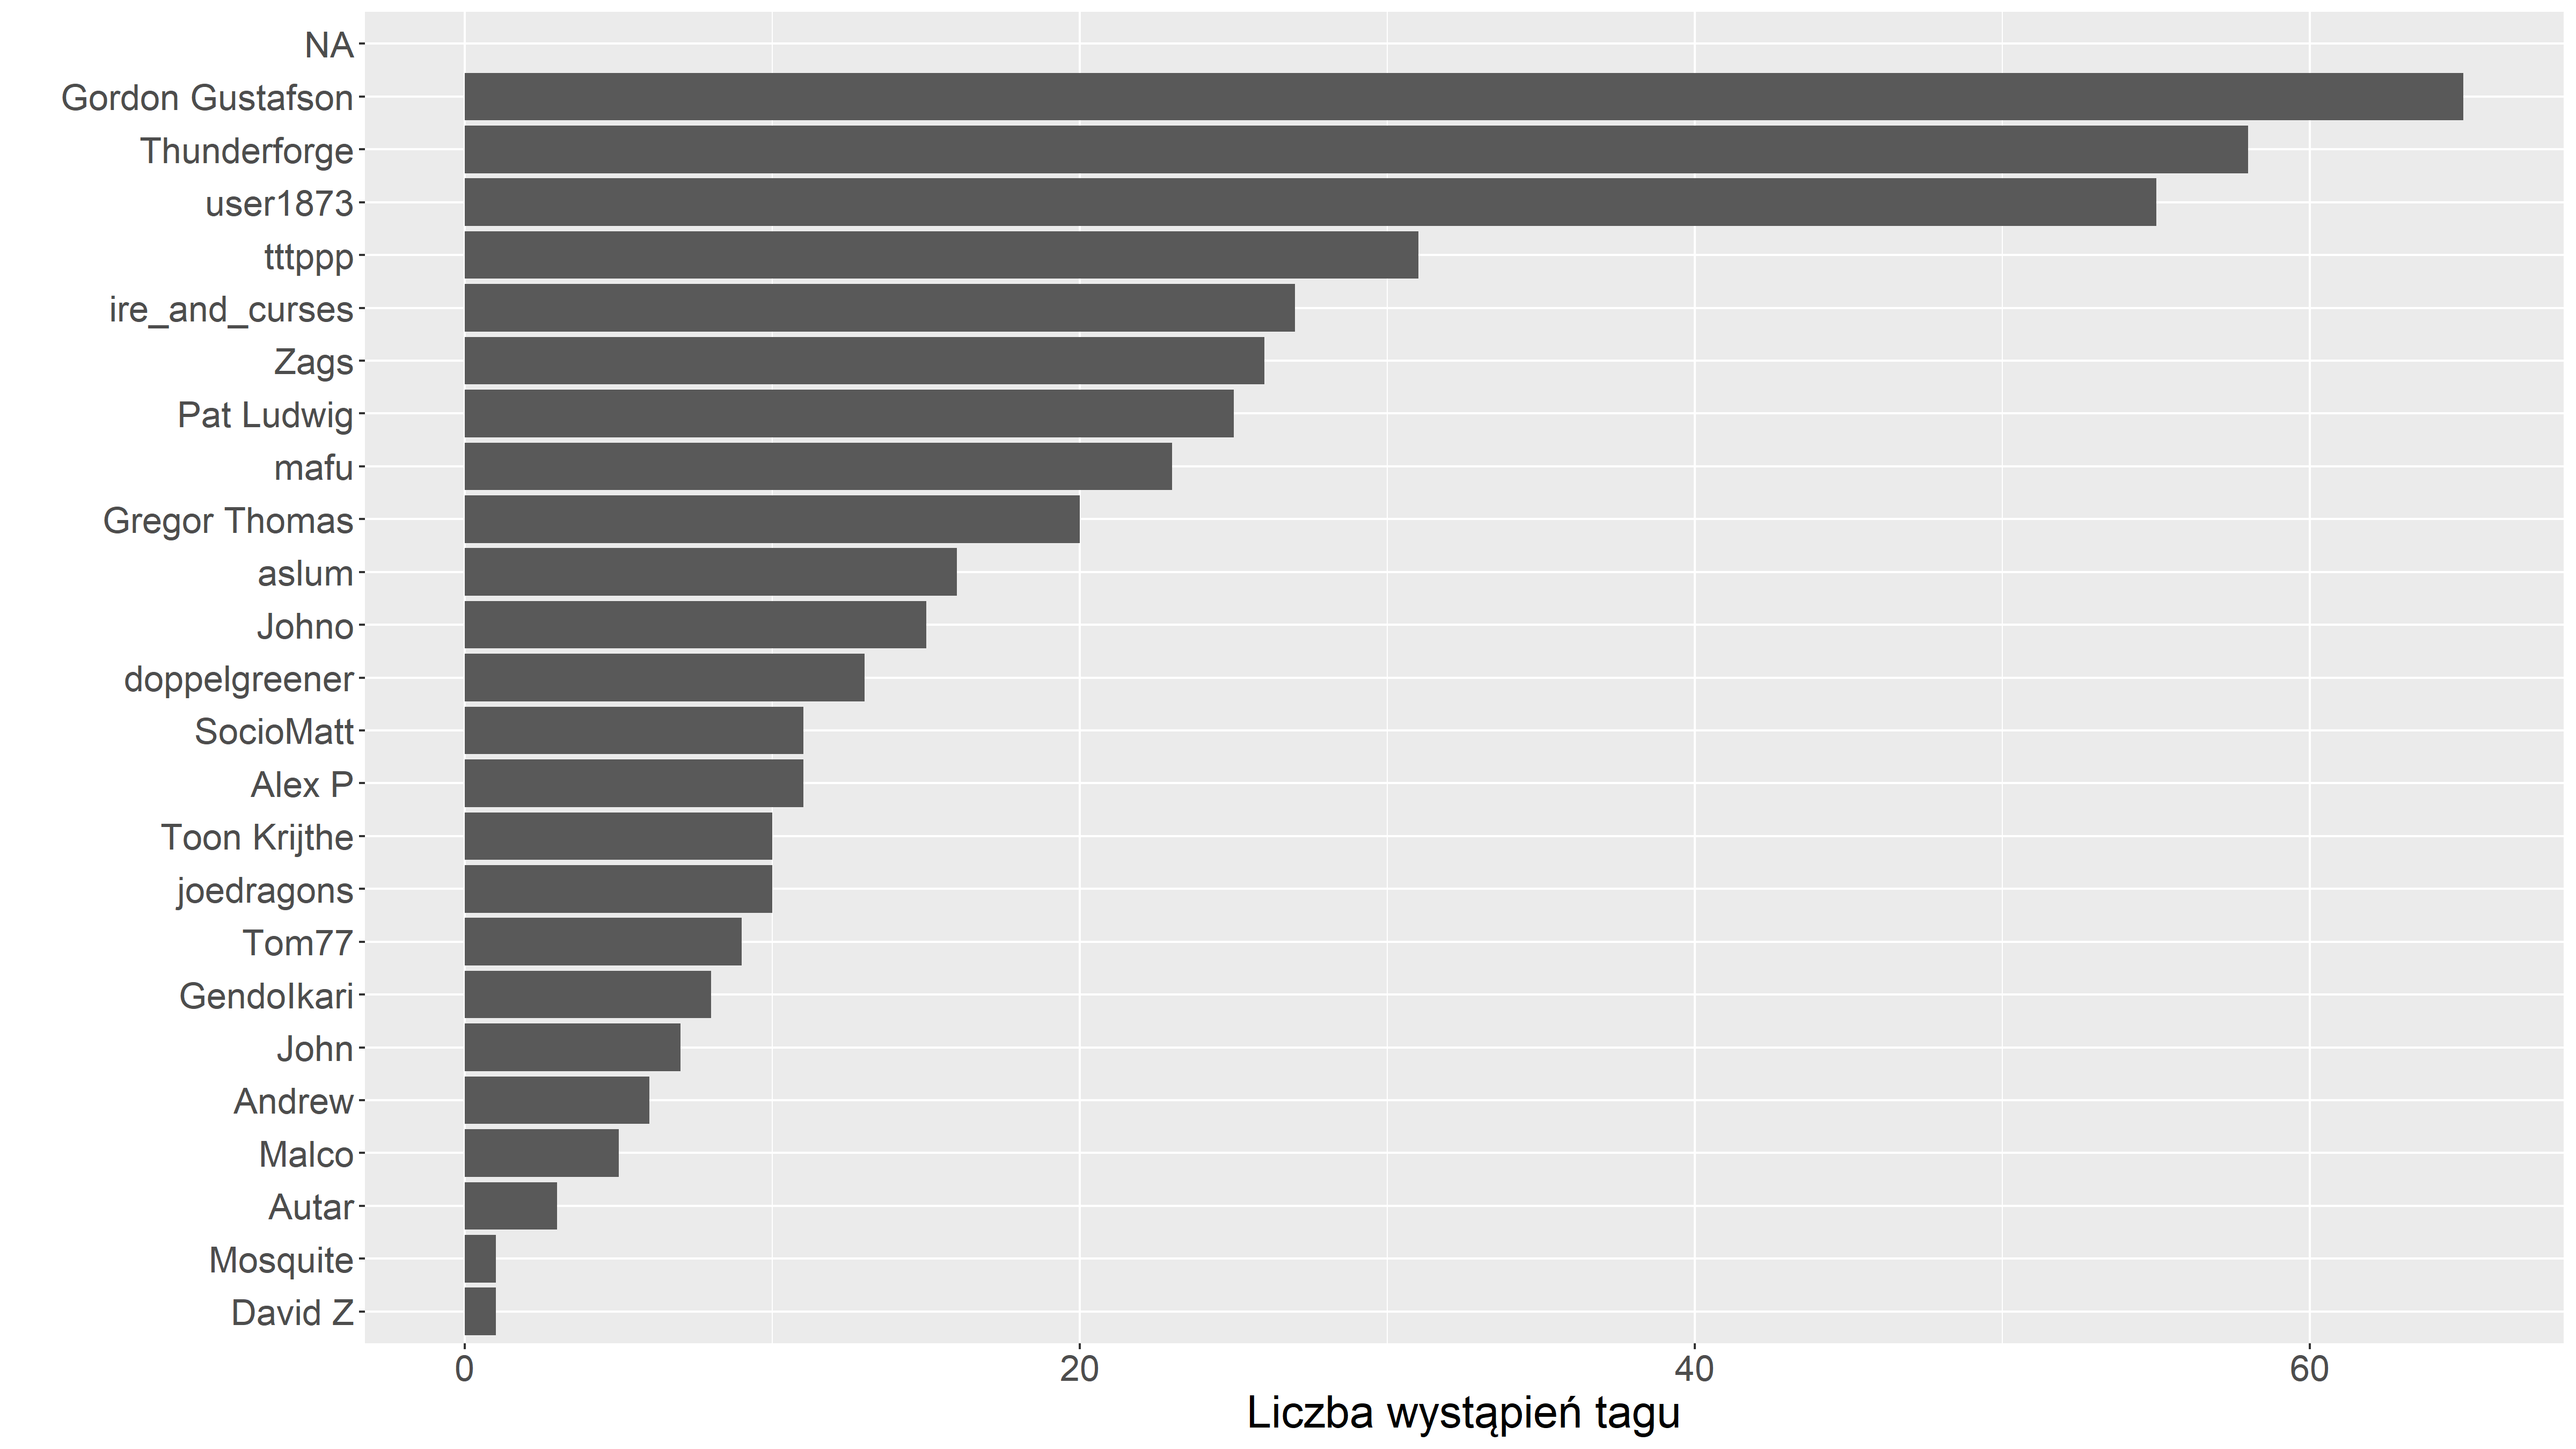 NA
Gordon Gustafson
Thunderforge
user1873
tttppp
ire_and_curses
Zags
Pat Ludwig
mafu
Gregor Thomas
aslum
Johno
doppelgreener
SocioMatt
Alex P
Toon Krijthe
joedragons
Tom77
GendoIkari
John
Andrew
Malco
Autar
Mosquite
David Z
0 20 40 60
Liczba wystąpień tagu